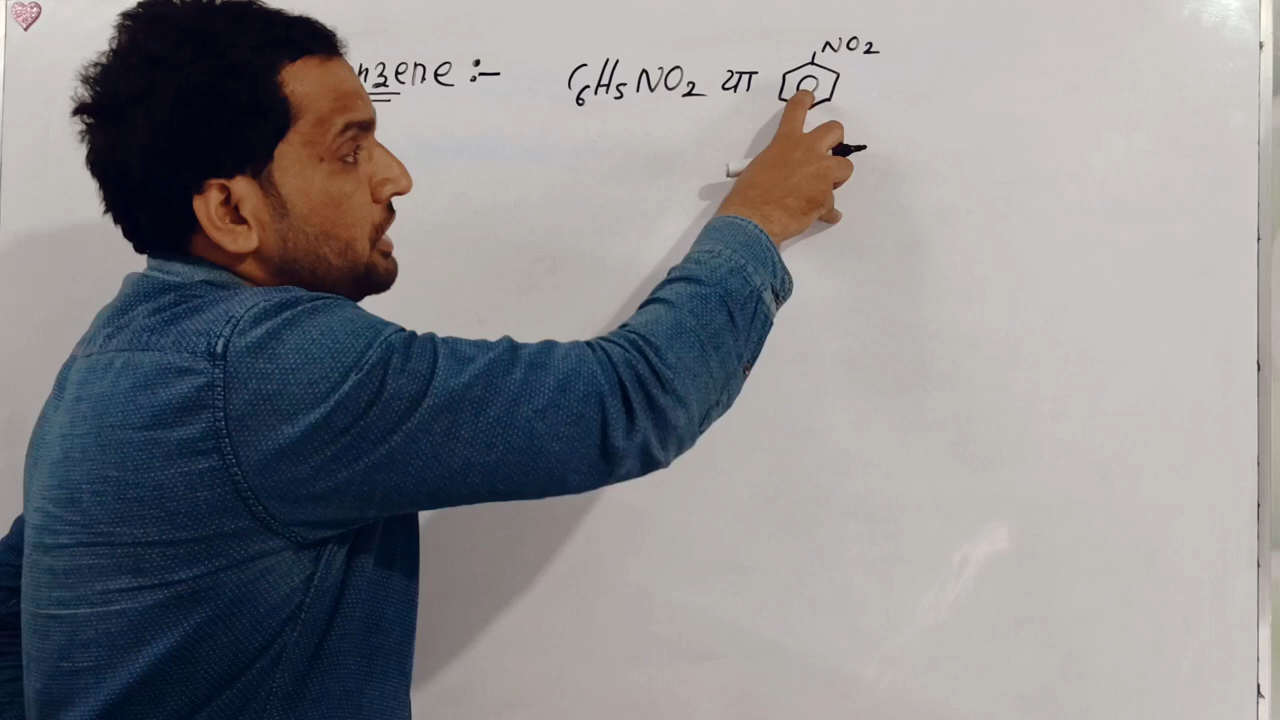 nzene :- C6H5NO2 या NO2